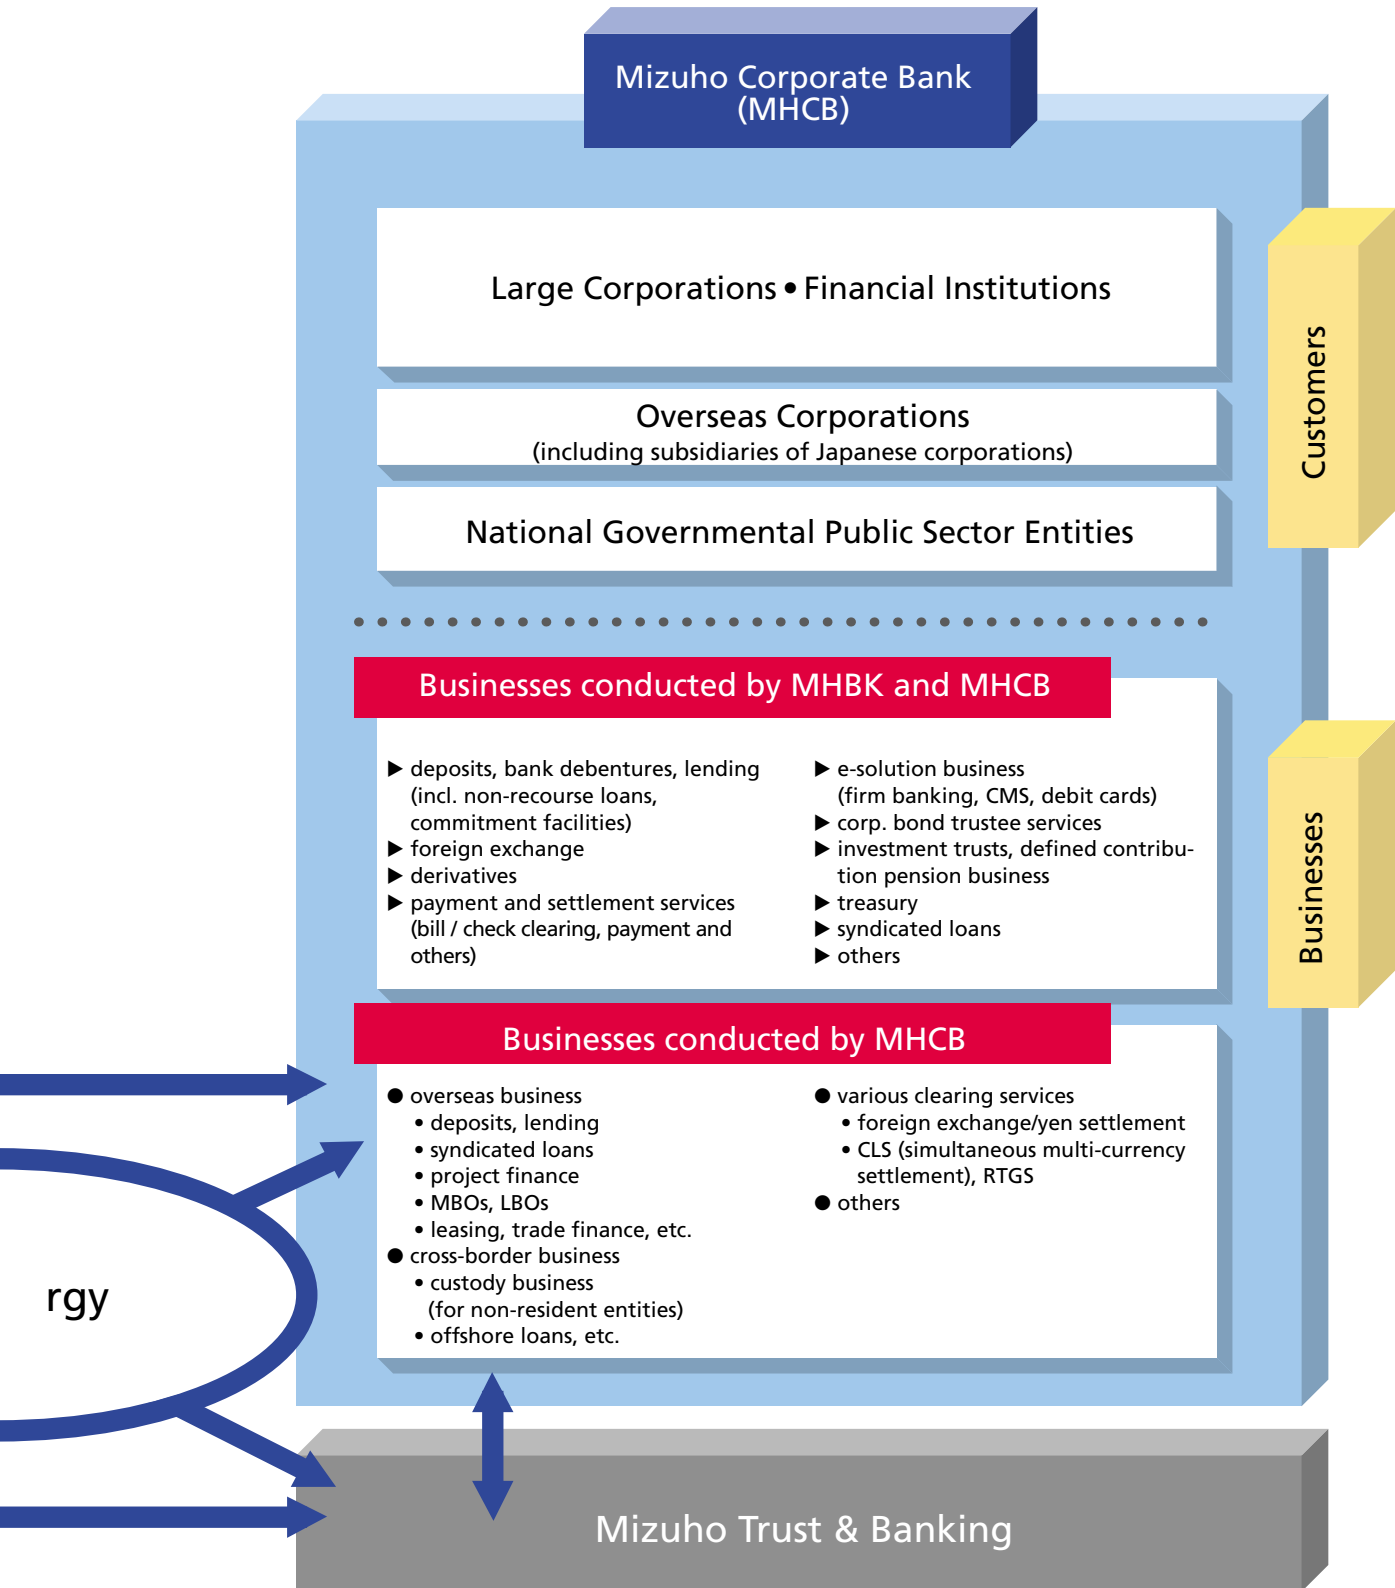 Mizuho Corporate Bank
(MHCB)
Large Corporations • Financial Institutions
Overseas Corporations
(including subsidiaries of Japanese corporations)
National Governmental Public Sector Entities
Customers
Businesses conducted by MHBK and MHCB
▶ deposits, bank debentures, lending
(incl. non-recourse loans,
commitment facilities)
▶ foreign exchange
▶ derivatives
▶ payment and settlement services
(bill / check clearing, payment and
others)
▶ e-solution business
(firm banking, CMS, debit cards)
▶ corp. bond trustee services
▶ investment trusts, defined contribu-
tion pension business
▶ treasury
▶ syndicated loans
▶ others
Businesses
Businesses conducted by MHCB
● overseas business
• deposits, lending
• syndicated loans
• project finance
• MBOs, LBOs
• leasing, trade finance, etc.
● cross-border business
• custody business
(for non-resident entities)
• offshore loans, etc.
● various clearing services
• foreign exchange/yen settlement
• CLS (simultaneous multi-currency
settlement), RTGS
● others
rgy
Mizuho Trust & Banking